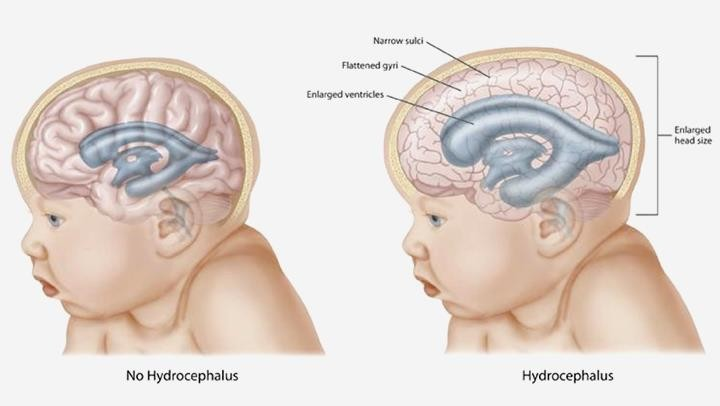 Narrow sulci
Flattened gyri
Enlarged ventricles
Enlarged
head size
No Hydrocephalus
Hydrocephalus